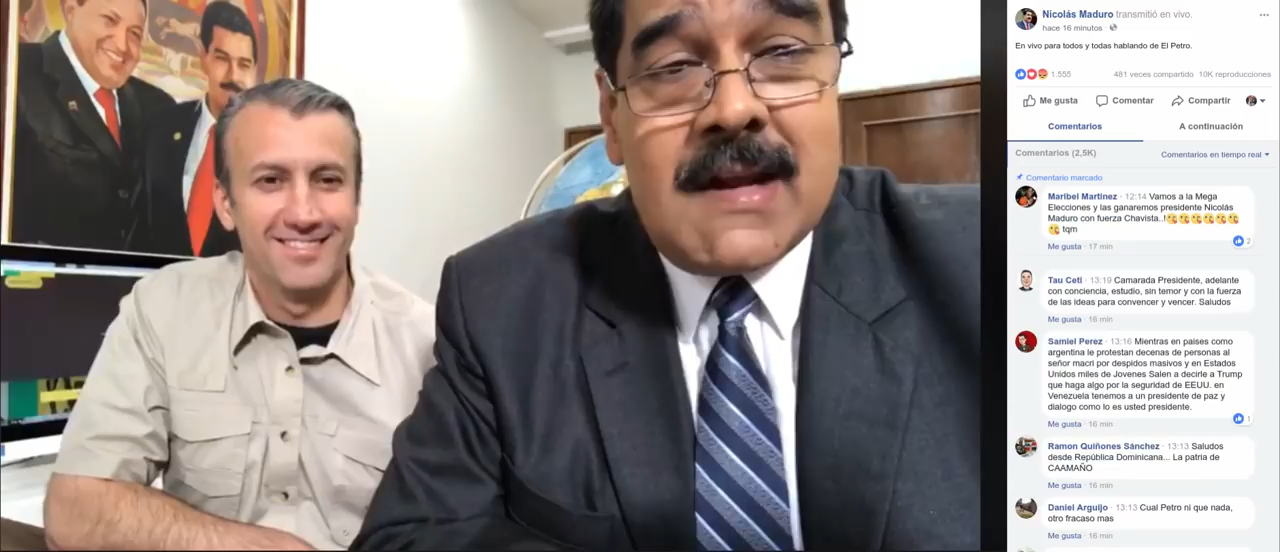 Nicolás Maduro transmitió en vivo.
hace 16 minutos
En vivo para todos y todas hablando de El Petro.
1.555
481 veces compartido 10K reproducciones
Me gusta Comentar Compartir
Comentarios A continuación
Comentarios (2,5K) Comentarios en tiempo real
Comentario marcado
Maribel Martinez · 12:14 Vamos a la Mega
Elecciones y las ganaremos presidente Nicolás
Maduro con fuerza Chavista..!😘😘😘😘😘😘
😘 tqm
2
Me gusta · 17 min
Tau Ceti · 13:19 Camarada Presidente, adelante
con conciencia, estudio, sin temor y con la fuerza
de las ideas para convencer y vencer. Saludos
Me gusta · 16 min
Samiel Perez · 13:16 Mientras en paises como
argentina le protestan decenas de personas al
señor macri por despidos masivos y en Estados
Unidos miles de Jovenes Salen a decirle a Trump
que haga algo por la seguridad de EEUU. en
Venezuela tenemos a un presidente de paz y
dialogo como lo es usted presidente.
1
Me gusta · 16 min
Ramon Quiñones Sánchez · 13:13 Saludos
desde República Dominicana... La patria de
CAAMAÑO
Me gusta · 16 min
Daniel Arguijo · 13:13 Cual Petro ni que nada,
otro fracaso mas
Me gusta · 16 min